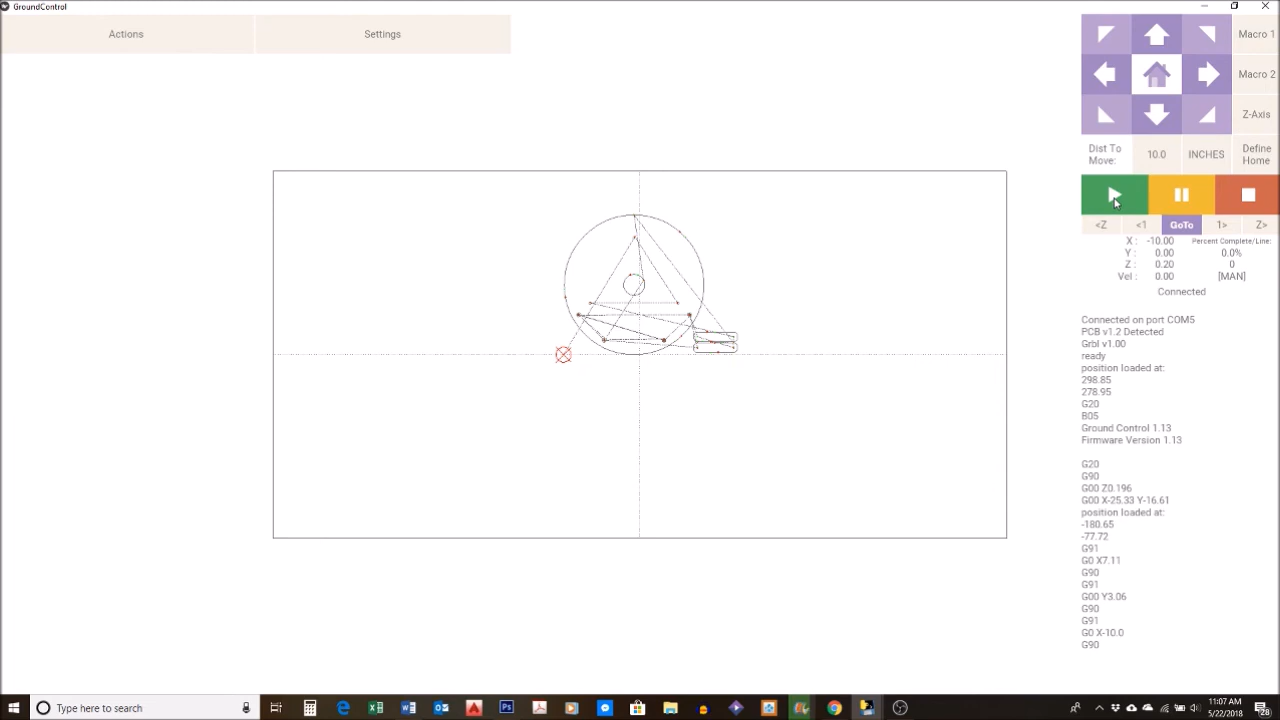 GroundControl
Actions
Settings
Macro 1
Macro 2
Z-Axis
Dist To
Move:
10.0
INCHES
Define
Home
<Z
<1
GoTo
1>
Z>
X : -10.00
Percent Complete/Line:
Y : 0.00
0.0%
Z : 0.20
0
Vel : 0.00
[MAN]
Connected
Connected on port COM5
PCB v1.2 Detected
Grbl v1.00
ready
position loaded at:
298.85
278.95
G20
B05
Ground Control 1.13
Firmware Version 1.13
G20
G90
G00 Z0.196
G00 X-25.33 Y-16.61
position loaded at:
-180.65
-77.72
G91
G0 X7.11
G90
G91
G00 Y3.06
G90
G91
G0 X-10.0
G90
Type here to search
11:07 AM
5/22/2018